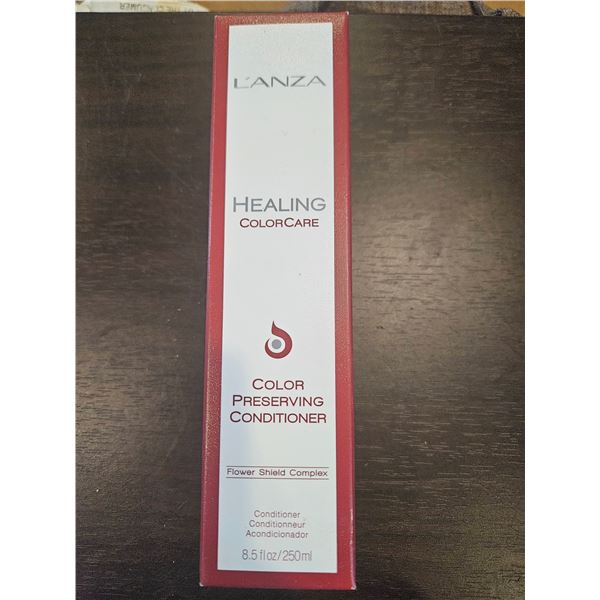 L'ANZA
HEALING
COLORCARE
COLOR
PRESERVING
CONDITIONER
Flower Shield Complex
Conditioner
Conditionneur
Acondicionador
8.5 fl oz/250ml